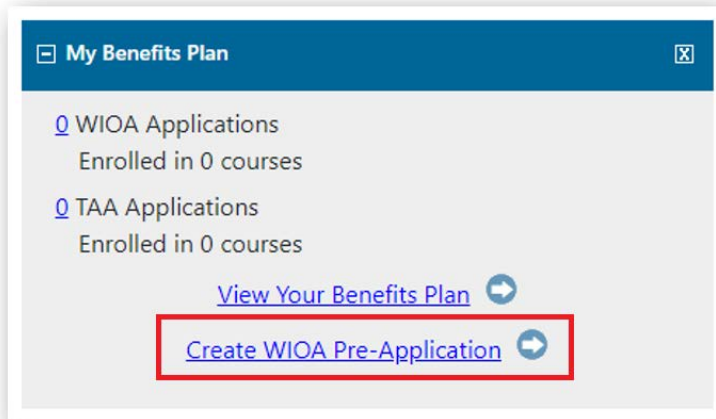 My Benefits Plan
0 WIOA Applications
Enrolled in 0 courses
0 TAA Applications
Enrolled in 0 courses
View Your Benefits Plan
Create WIOA Pre-Application